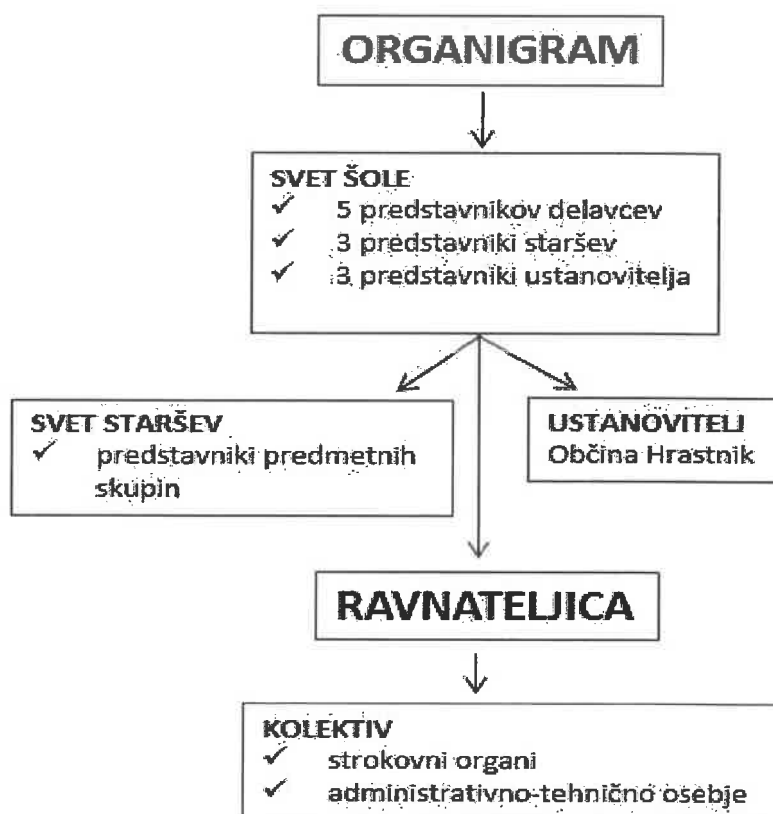 ORGANIGRAM
SVET ŠOLE
✓ 5 predstavnikov delavcev
✓ 3 predstavniki staršev
✓ 3 predstavniki ustanovitelja
SVET STARŠEV
✓ predstavniki predmetnih
skupin
USTANOVITELJ
Občina Hrastnik
RAVNATELJICA
KOLEKTIV
✓ strokovni organi
✓ administrativno-tehnično osebje